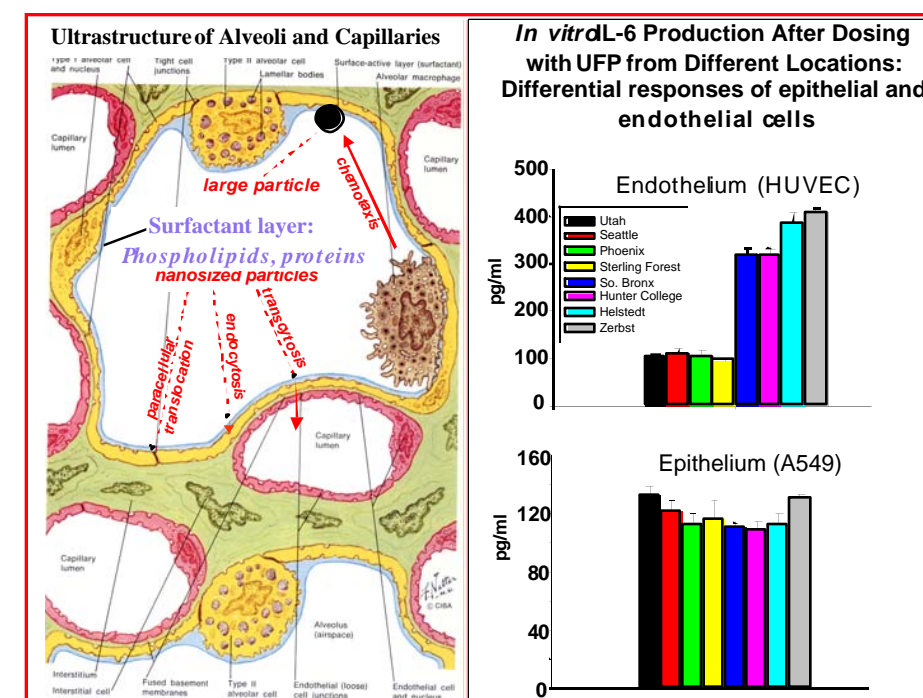 Ultrastructure of Alveoli and Capillaries
Type I alveolar cell
and nucleus
Tight cell
junctions
Type II alveolar cell
Lamellar bodies
Surface-active layer (surfactant)
Alveolar macrophage
Capillary
lumen
Capillary
lumen
large particle
chemotaxis
Surfactant layer:
Phospholipids, proteins
nanosized particles
paracellular
translocation
endocytosis
transcytosis
Capillary
lumen
Capillary
lumen
F. Netter
M.D.
© CIBA
Alveolus
(airspace)
Interstitium
Interstitial cell
Fused basement
membranes
Type II
alveolar cell
Endothelial (loose)
cell junctions
Endothelial cell
and nucleus
In vitro IL-6 Production After Dosing
with UFP from Different Locations:
Differential responses of epithelial and
endothelial cells
Endothelium (HUVEC)
pg/ml
500
400
300
200
100
0
Utah
Seattle
Phoenix
Sterling Forest
So. Bronx
Hunter College
Helstedt
Zerbst
Epithelium (A549)
pg/ml
160
120
80
40
0